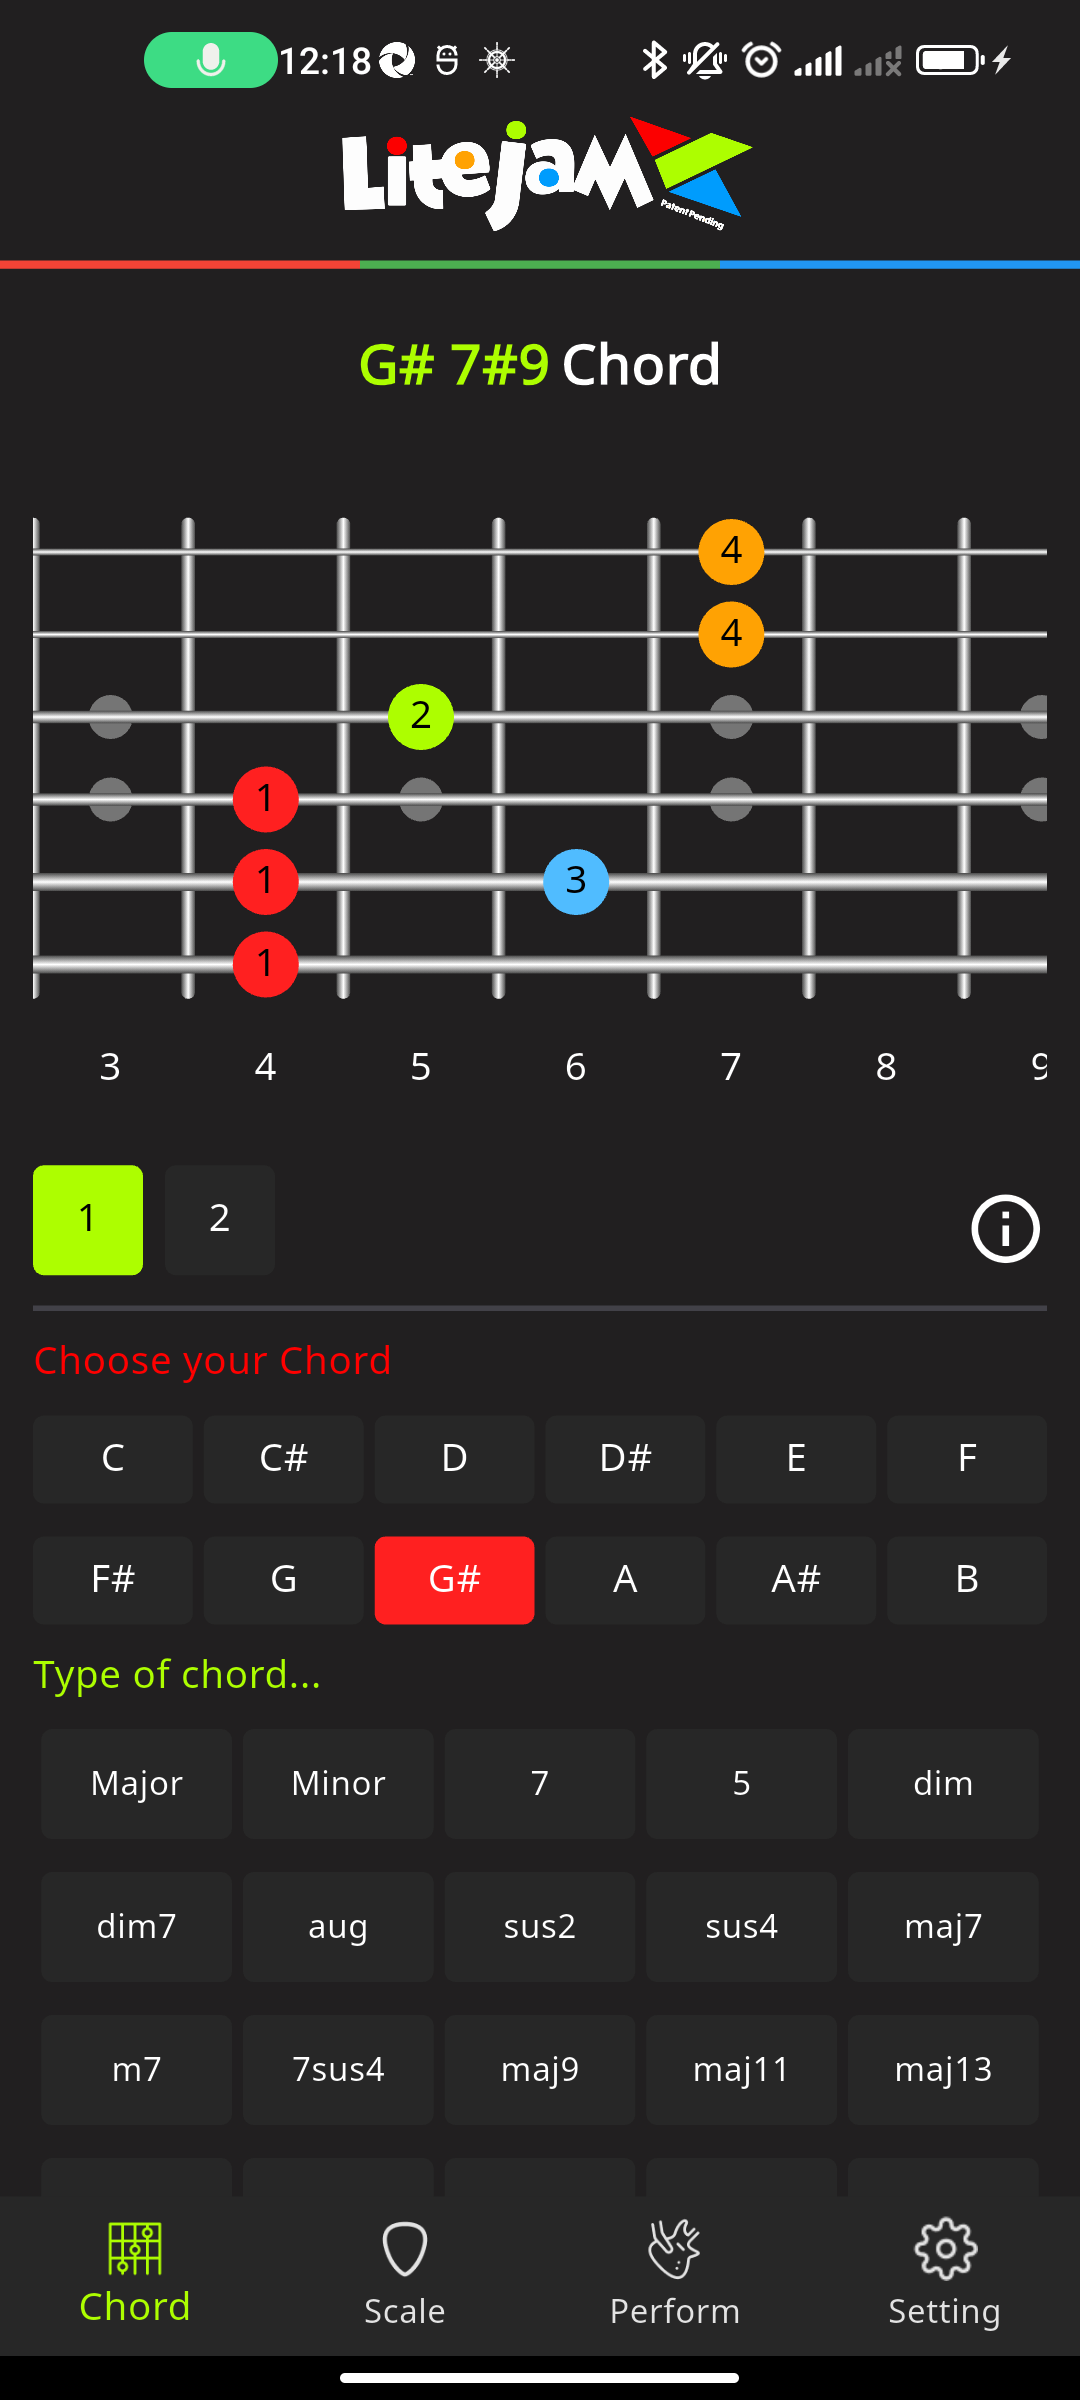 12:18
Litejam
Patent Pending
G# 7#9 Chord
4
4
2
1
1 3
1
3 4 5 6 7 8 9
1 2
Choose your Chord
C C# D D# E F
F# G G# A A# B
Type of chord...
Major Minor 7 5 dim
dim7 aug sus2 sus4 maj7
m7 7sus4 maj9 maj11 maj13
Chord Scale Perform Setting